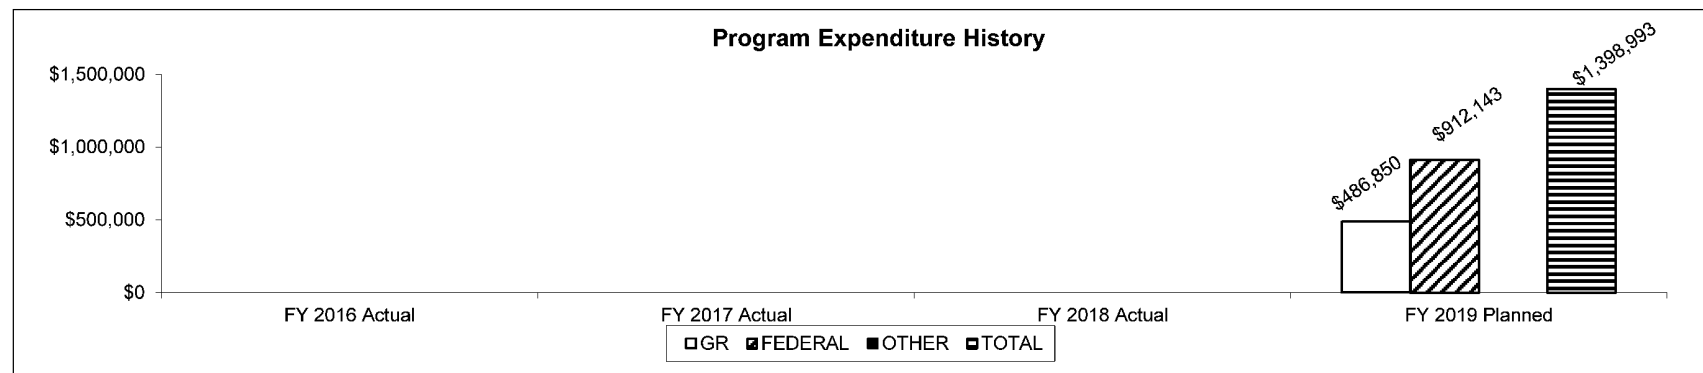 Program Expenditure History
$1,500,000
$1,000,000
$500,000
$0
$486,850
$912,143
$1,398,993
FY 2016 Actual
FY 2017 Actual
FY 2018 Actual
FY 2019 Planned
GR FEDERAL OTHER TOTAL